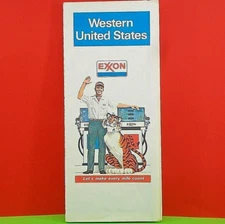 Western
United States
EXXON
Let's make every mile count.